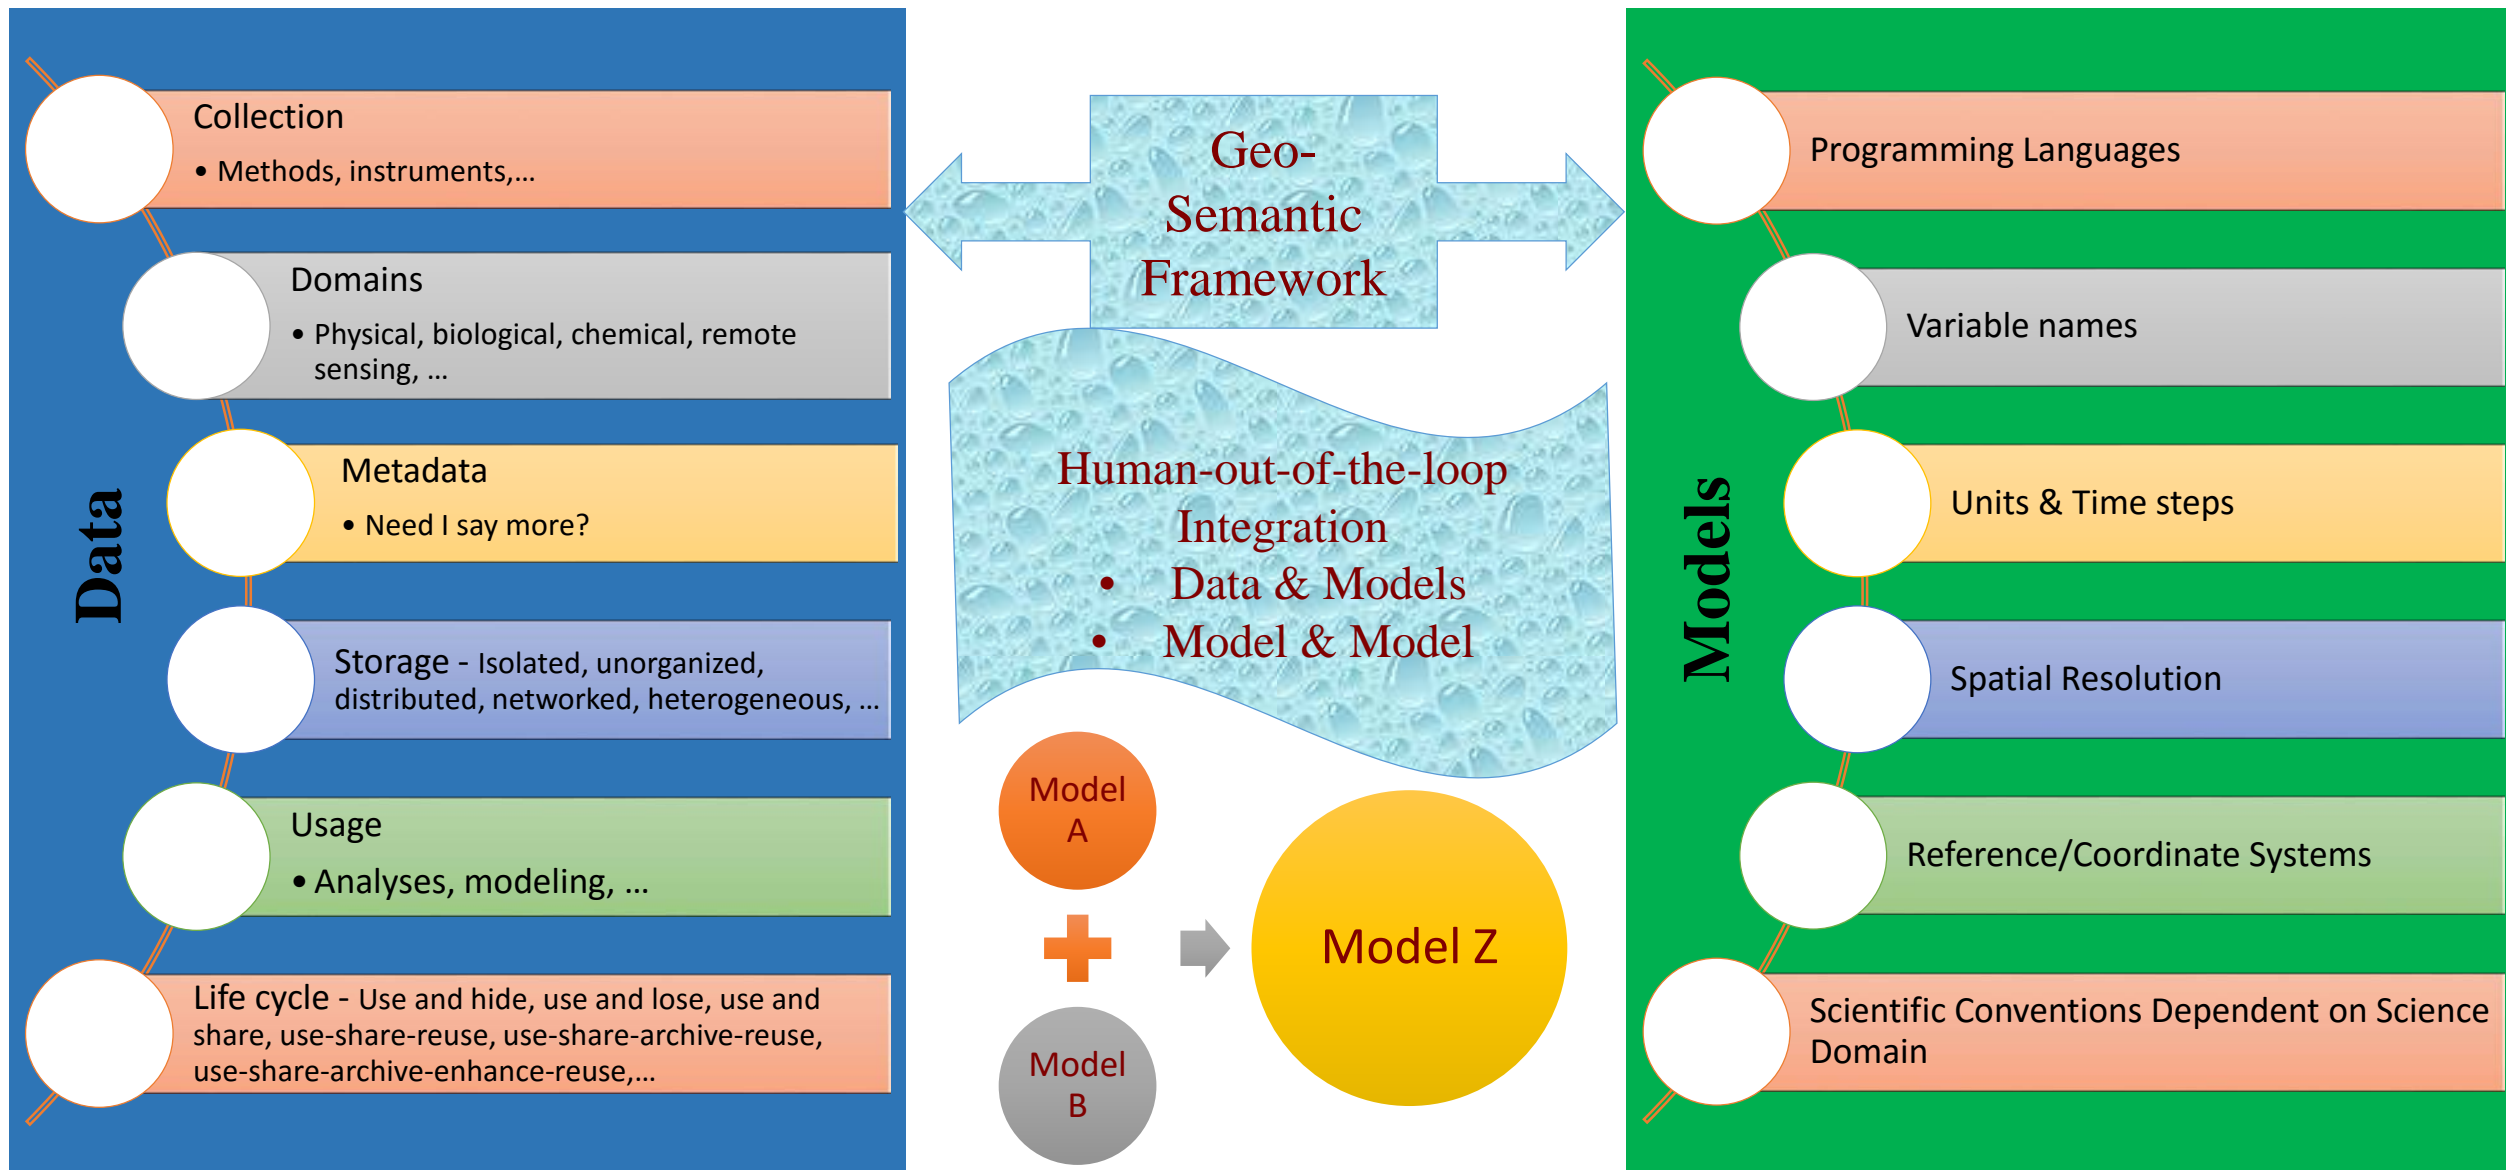 Data
Collection
• Methods, instruments,...
Domains
• Physical, biological, chemical, remote
sensing, ...
Metadata
• Need I say more?
Storage - Isolated, unorganized,
distributed, networked, heterogeneous, ...
Usage
• Analyses, modeling, ...
Life cycle - Use and hide, use and lose, use and
share, use-share-reuse, use-share-archive-reuse,
use-share-archive-enhance-reuse,...
Geo-
Semantic
Framework
Human-out-of-the-loop
Integration
• Data & Models
• Model & Model
Model
A
Model
B
Model Z
Models
Programming Languages
Variable names
Units & Time steps
Spatial Resolution
Reference/Coordinate Systems
Scientific Conventions Dependent on Science
Domain